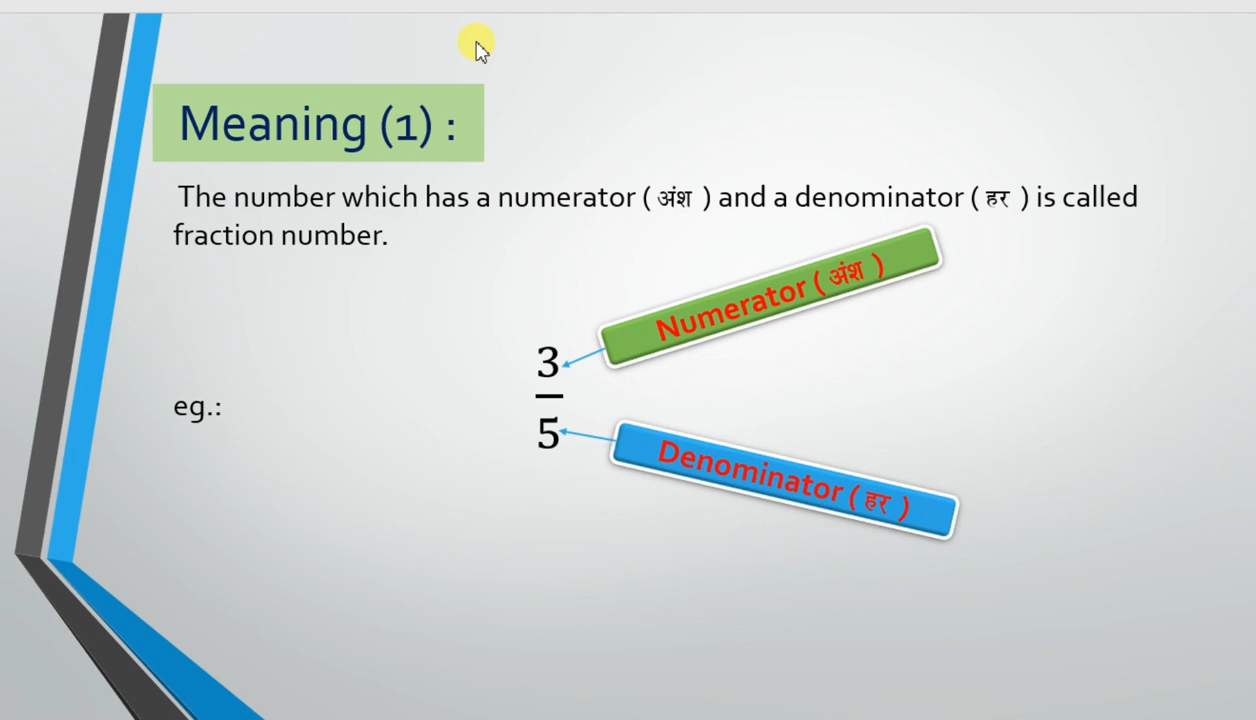 Meaning (1) :
The number which has a numerator ( अंश ) and a denominator ( हर ) is called
fraction number.
Numerator ( अंश )
3
eg.:
5
Denominator ( हर )